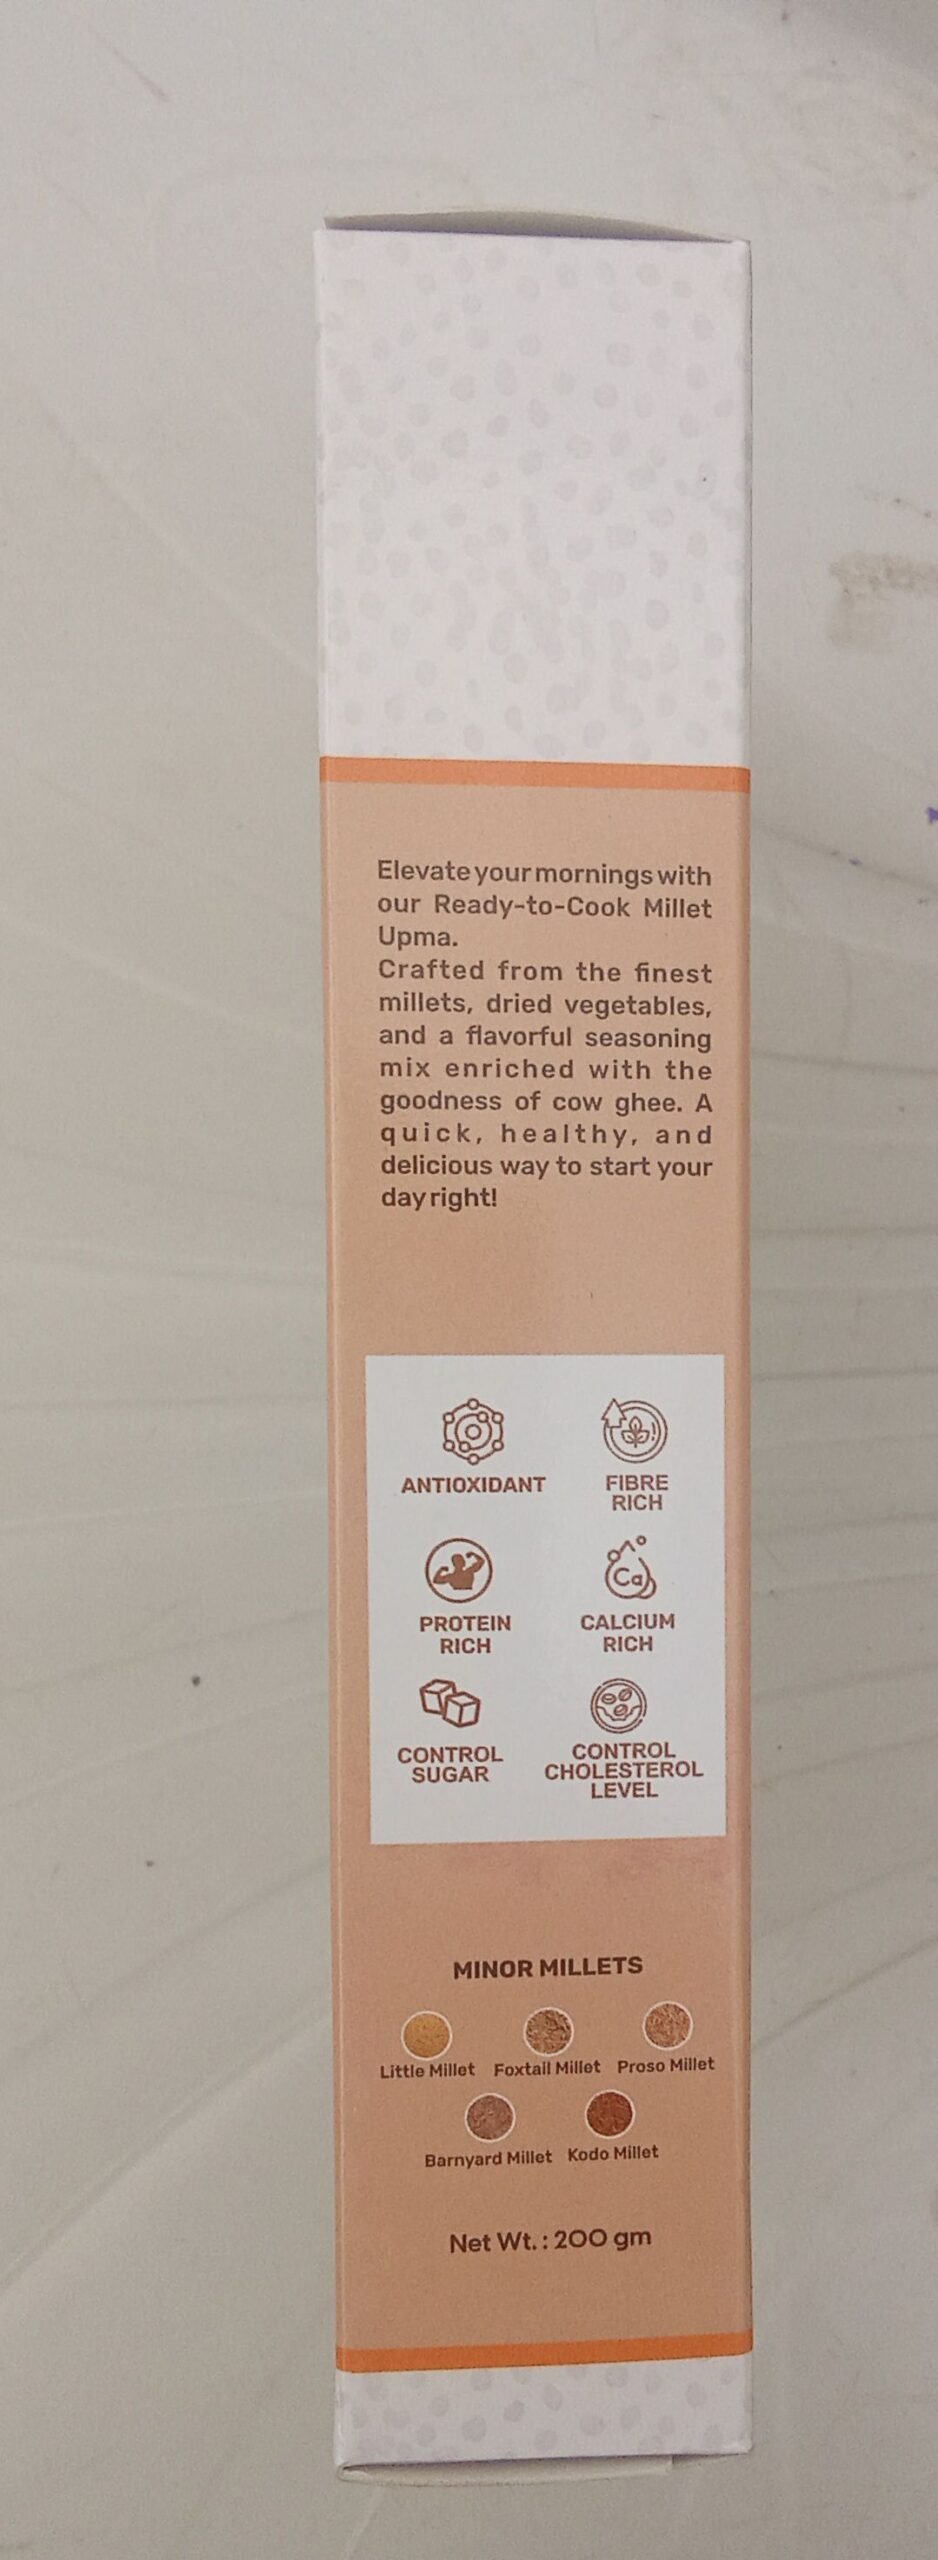 Elevate your mornings with
our Ready-to-Cook Millet
Upma.
Crafted from the finest
millets, dried vegetables,
and a flavorful seasoning
mix enriched with the
goodness of cow ghee. A
quick, healthy, and
delicious way to start your
day right!
ANTIOXIDANT
FIBRE
RICH
PROTEIN
RICH
CALCIUM
RICH
Ca
CONTROL
SUGAR
CONTROL
CHOLESTEROL
LEVEL
MINOR MILLETS
Little Millet Foxtail Millet Proso Millet
Barnyard Millet Kodo Millet
Net Wt. : 200 gm